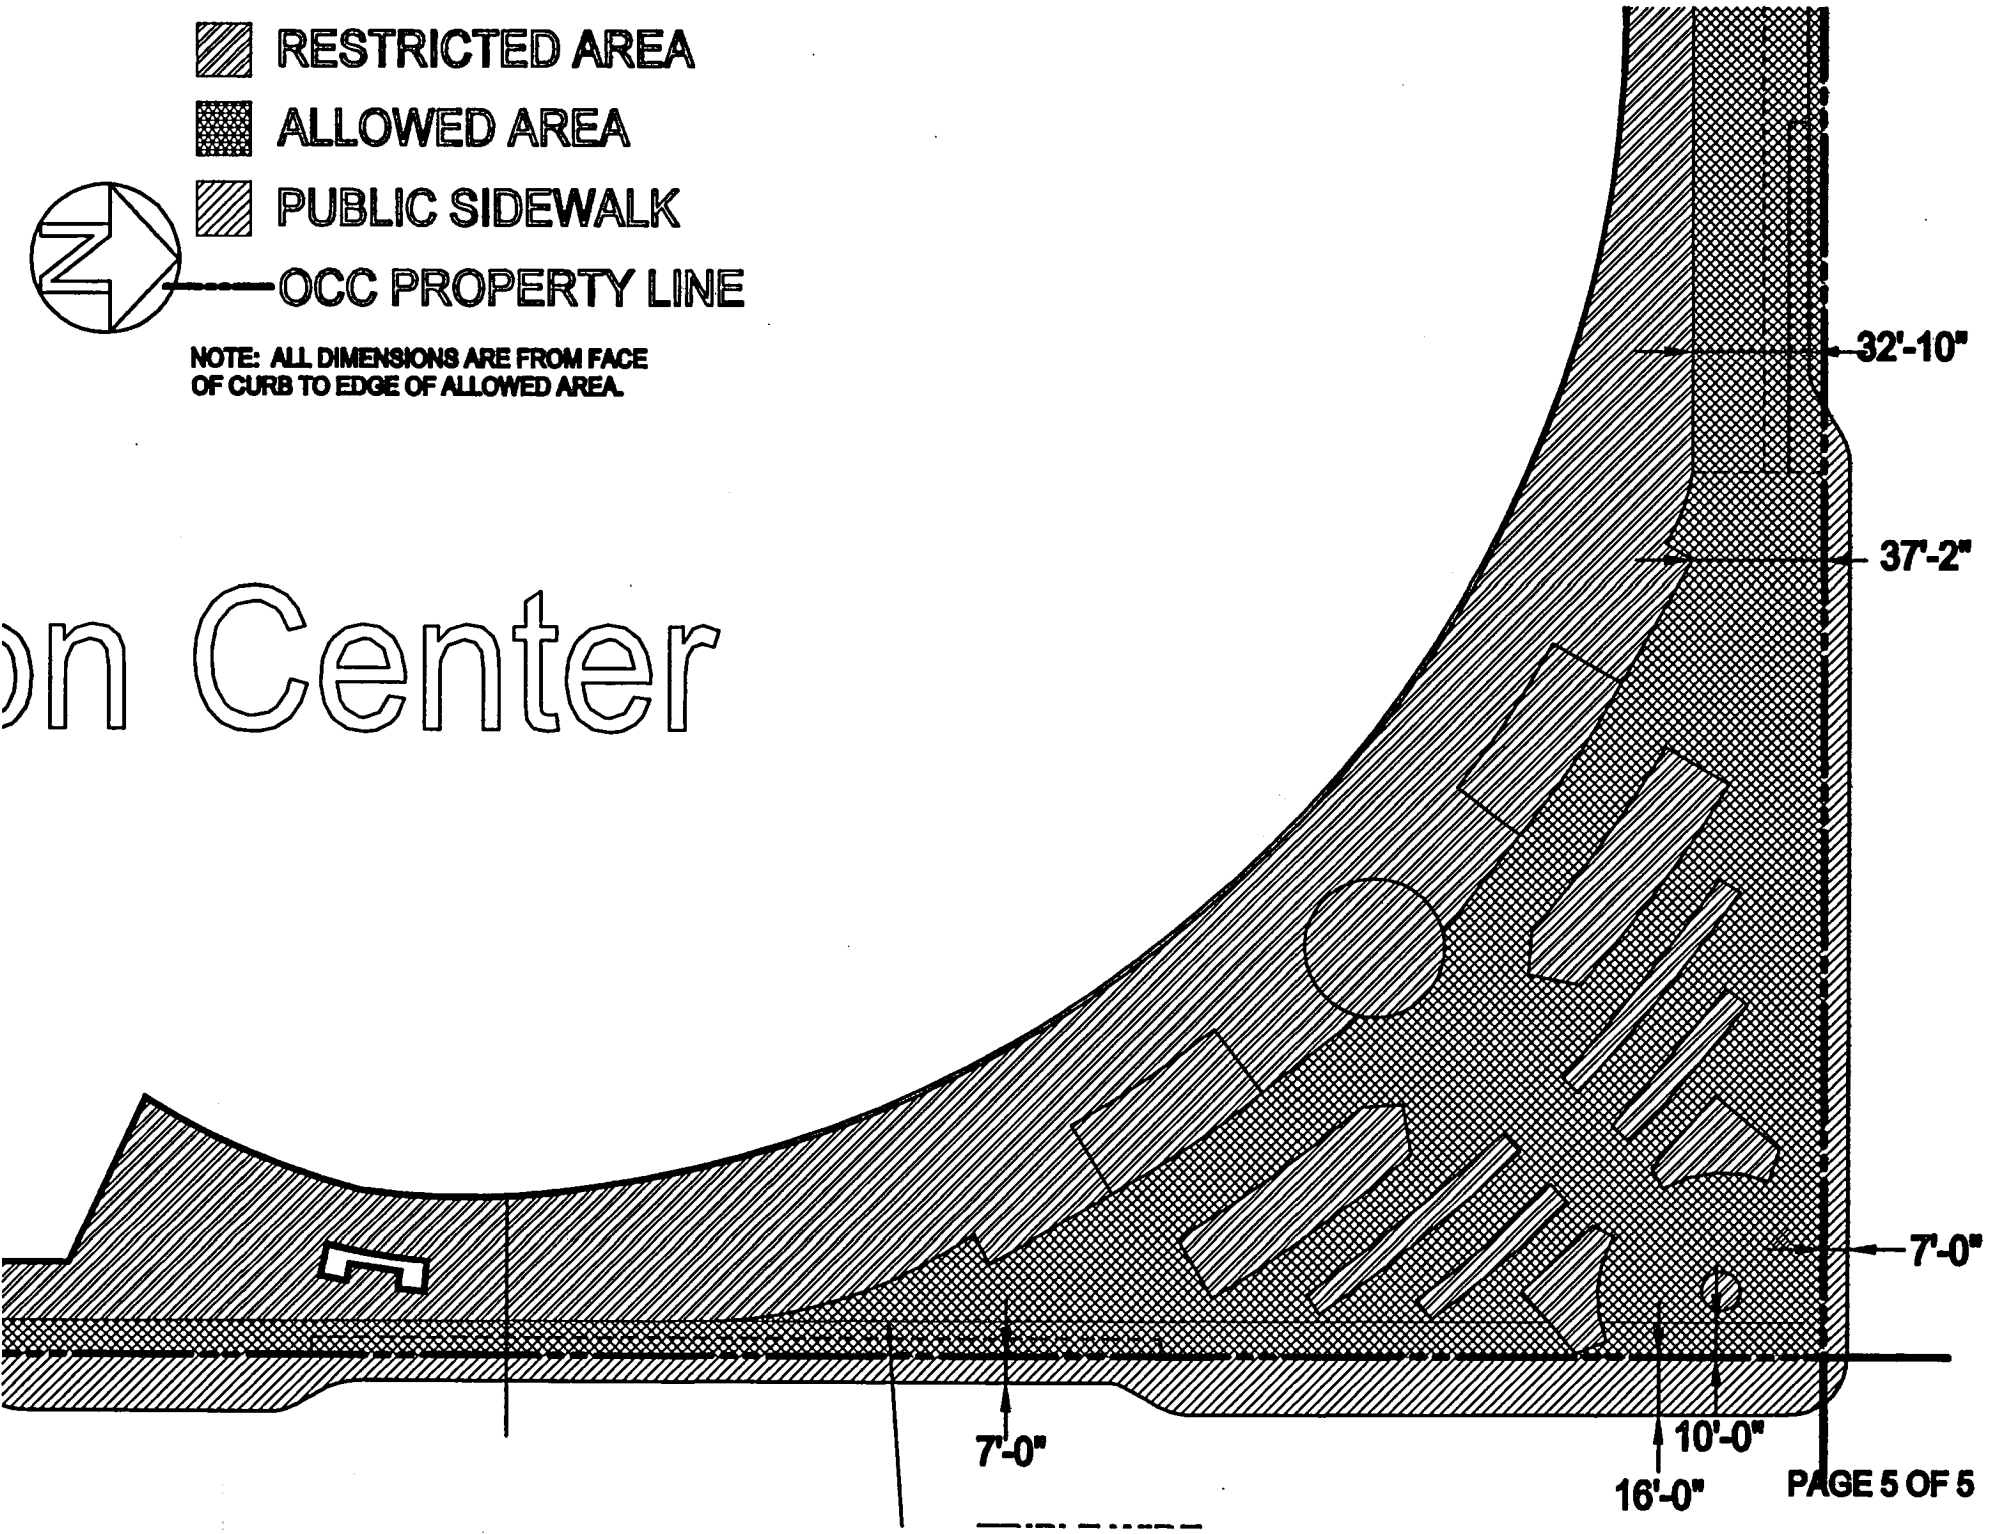 RESTRICTED AREA
ALLOWED AREA
PUBLIC SIDEWALK
N
OCC PROPERTY LINE
NOTE: ALL DIMENSIONS ARE FROM FACE
OF CURB TO EDGE OF ALLOWED AREA.
32'-10"
37'-2"
on Center
7'-0"
7'-0"
10'-0"
16'-0"
PAGE 5 OF 5